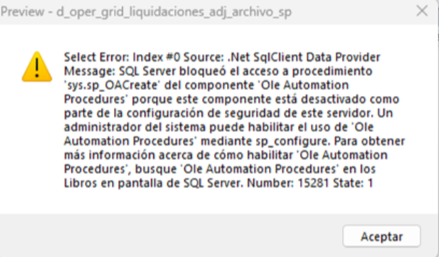 Preview - d_oper_grid_liquidaciones_adj_archivo_sp
Select Error: Index #0 Source: .Net SqlClient Data Provider
Message: SQL Server bloqueó el acceso a procedimiento
'sys.sp_OACreate' del componente 'Ole Automation
Procedures' porque este componente está desactivado como
parte de la configuración de seguridad de este servidor. Un
administrador del sistema puede habilitar el uso de 'Ole
Automation Procedures' mediante sp_configure. Para obtener
más información acerca de cómo habilitar 'Ole Automation
Procedures', busque 'Ole Automation Procedures' en los
Libros en pantalla de SQL Server. Number: 15281 State: 1
Aceptar